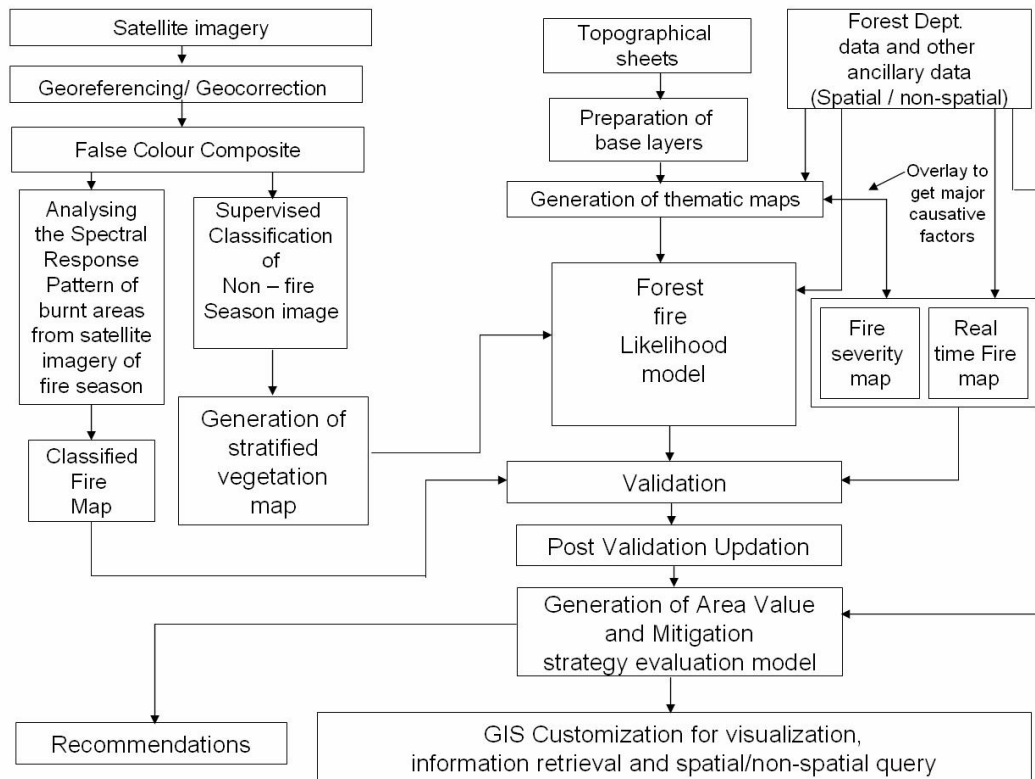 Satellite imagery
Georeferencing/ Geocorrection
False Colour Composite
Analysing
the Spectral
Response
Pattern of
burnt areas
from satellite
imagery of
fire season
Supervised
Classification
of
Non – fire
Season image
Classified
Fire
Map
Generation of
stratified
vegetation
map
Topographical
sheets
Preparation of
base layers
Generation of thematic maps
Forest Dept.
data and other
ancillary data
(Spatial / non-spatial)
Overlay to
get major
causative
factors
Forest
fire
Likelihood
model
Fire
severity
map
Real
time Fire
map
Validation
Post Validation Updation
Generation of Area Value
and Mitigation
strategy evaluation model
Recommendations
GIS Customization for visualization,
information retrieval and spatial/non-spatial query